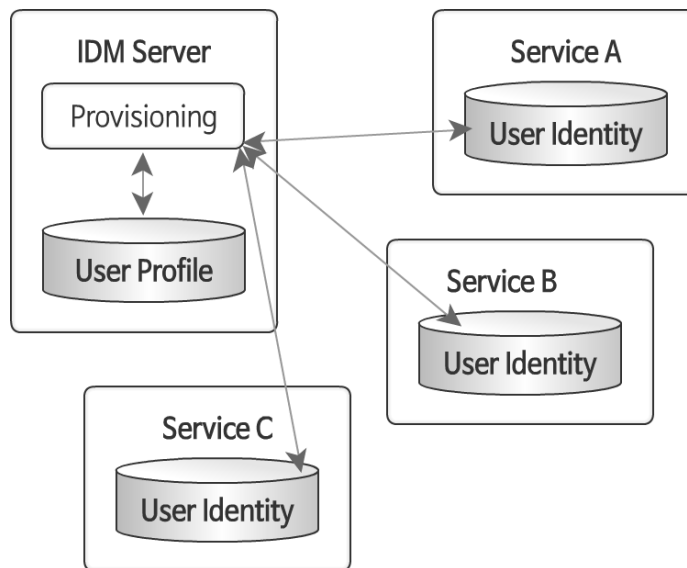 IDM Server
Provisioning
User Profile
Service A
User Identity
Service B
User Identity
Service C
User Identity